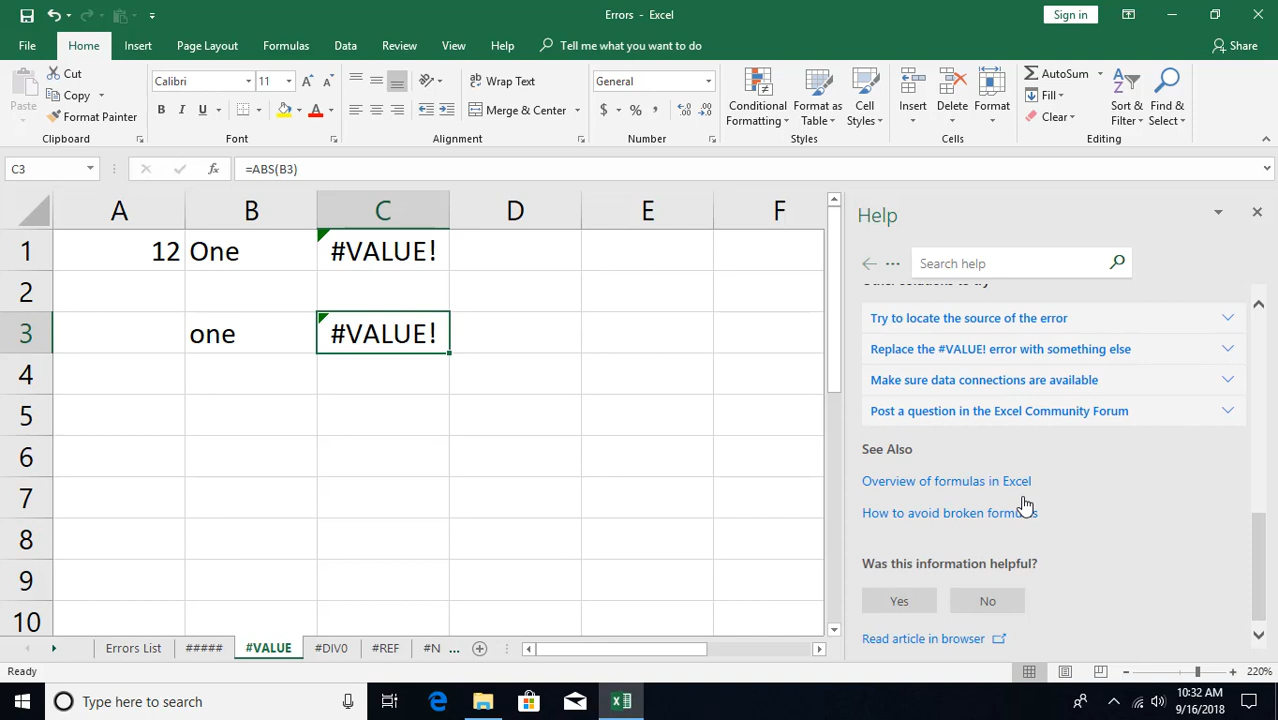 Errors - Excel
Sign in
File Home Insert Page Layout Formulas Data Review View Help Tell me what you want to do Share
Paste
Cut
Copy
Format Painter
Clipboard
Calibri 11
B I U
Font
Wrap Text
Merge & Center
Alignment
General
$ % ,
Number
Conditional Formatting
Format as Table
Cell Styles
Styles
Insert
Delete
Format
Cells
AutoSum
Fill
Clear
Sort & Filter
Find & Select
Editing
C3 fx =ABS(B3)
A B C D E F
1 12 One #VALUE!
2
3 one #VALUE!
4
5
6
7
8
9
10
Help
Search help
Other solutions to try
Try to locate the source of the error
Replace the #VALUE! error with something else
Make sure data connections are available
Post a question in the Excel Community Forum
See Also
Overview of formulas in Excel
How to avoid broken formulas
Was this information helpful?
Yes No
Read article in browser
Errors List ##### #VALUE #DIV0 #REF #N ...
Ready
220%
Type here to search
10:32 AM
9/16/2018